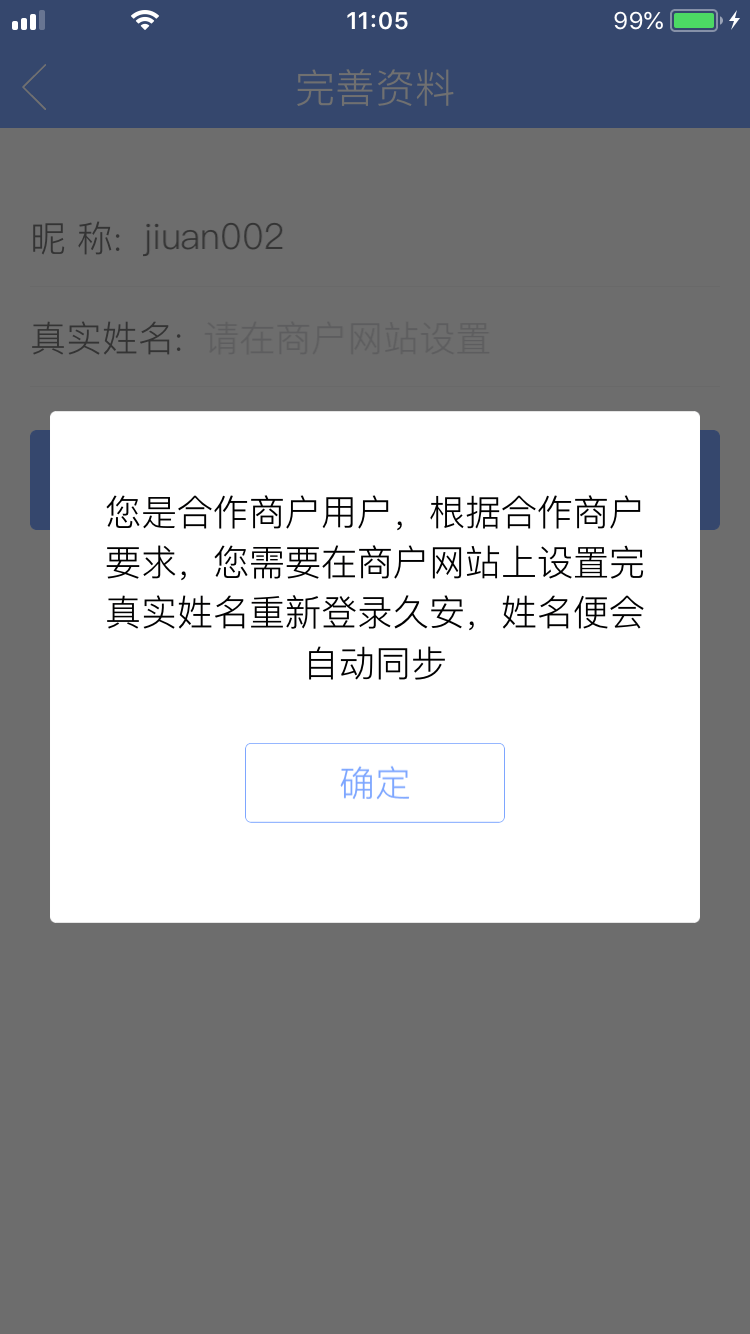 11:05
99%
完善资料
昵 称: jiuan002
真实姓名: 请在商户网站设置
您是合作商户用户，根据合作商户
要求，您需要在商户网站上设置完
真实姓名重新登录久安，姓名便会
自动同步
确定